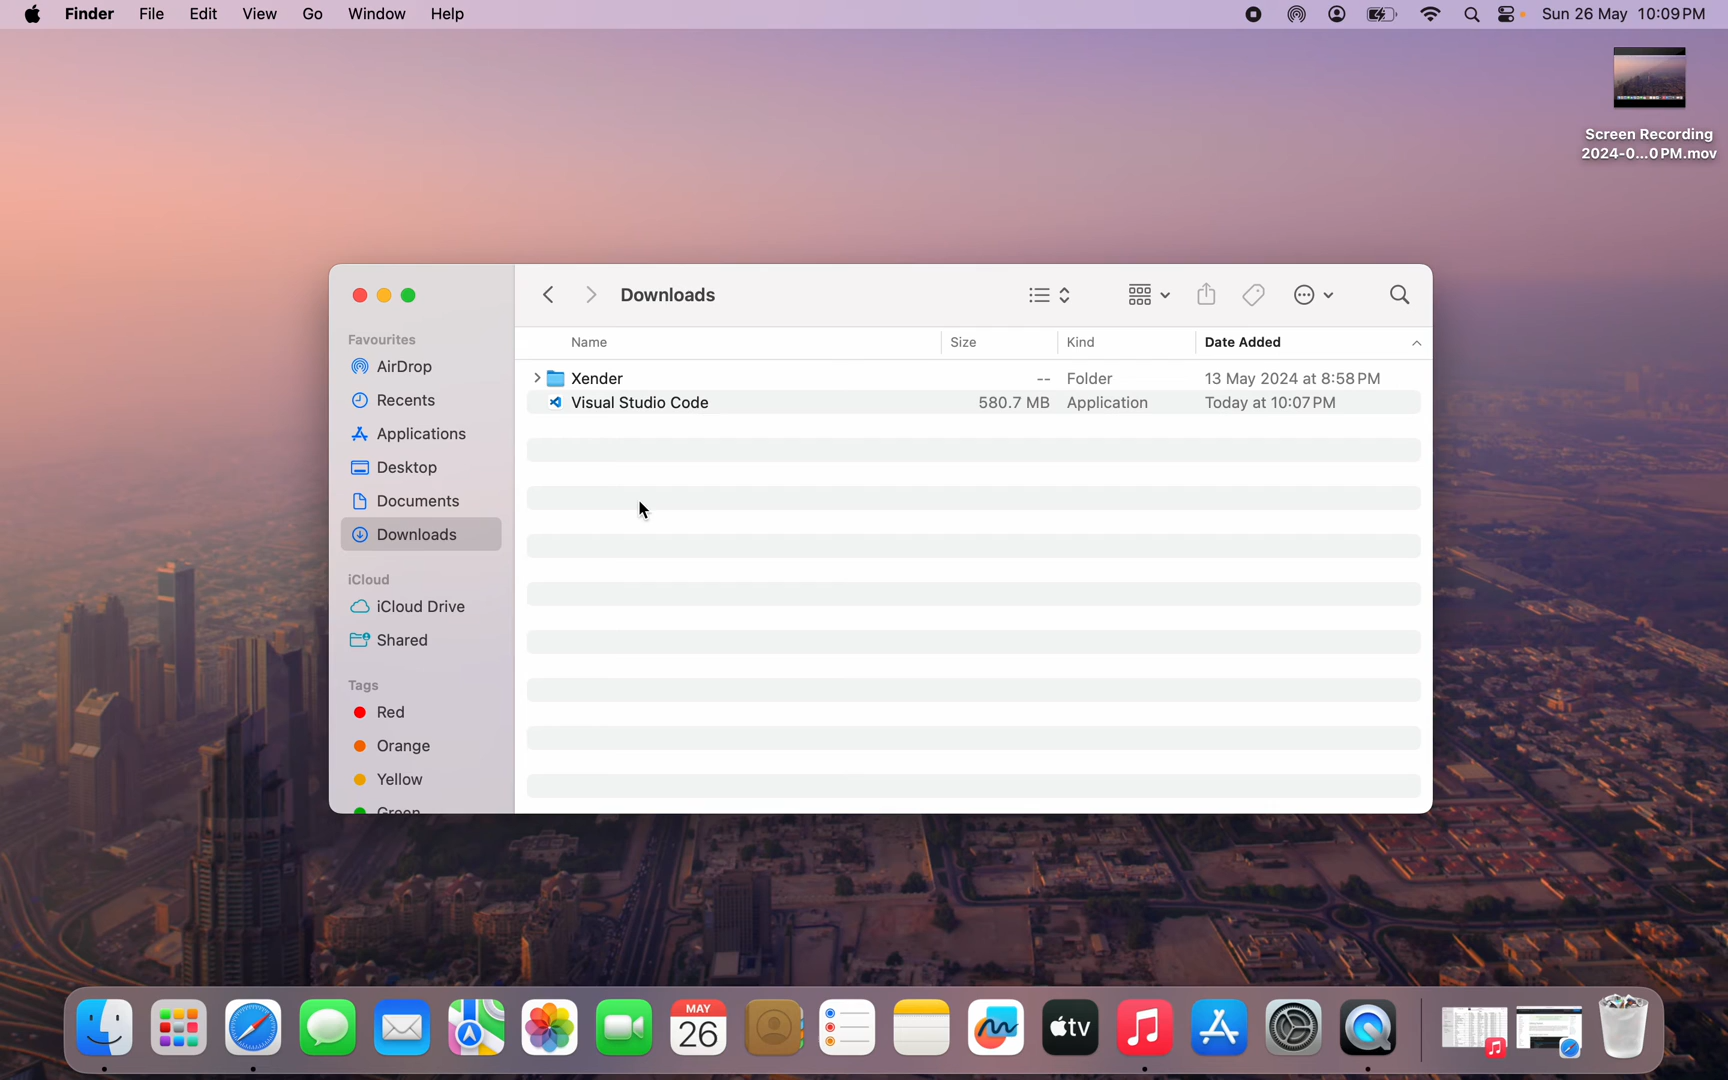 Finder File Edit View Go Window Help Sun 26 May 10:09 PM
Screen Recording
2024-0...0 PM.mov
Downloads
Favourites
AirDrop
Recents
Applications
Desktop
Documents
Downloads
iCloud
iCloud Drive
Shared
Tags
Red
Orange
Yellow
Green
Name Size Kind Date Added
Xender -- Folder 13 May 2024 at 8:58 PM
Visual Studio Code 580.7 MB Application Today at 10:07 PM
MAY
26
tv